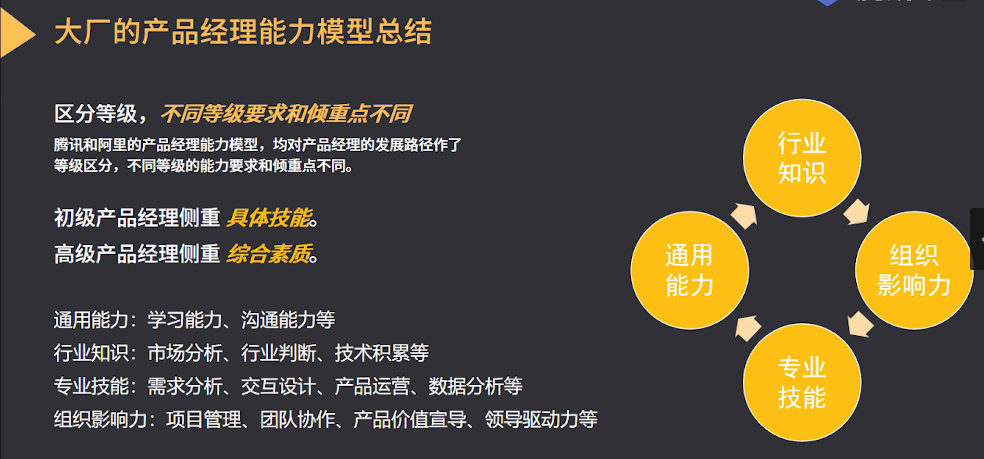 大厂的产品经理能力模型总结
区分等级，不同等级要求和倾重点不同
腾讯和阿里的产品经理能力模型，均对产品经理的发展路径作了
等级区分，不同等级的能力要求和倾重点不同。
初级产品经理侧重 具体技能。
高级产品经理侧重 综合素质。
通用能力：学习能力、沟通能力等
行业知识：市场分析、行业判断、技术积累等
专业技能：需求分析、交互设计、产品运营、数据分析等
组织影响力：项目管理、团队协作、产品价值宣导、领导驱动力等
行业
知识
通用
能力
组织
影响力
专业
技能